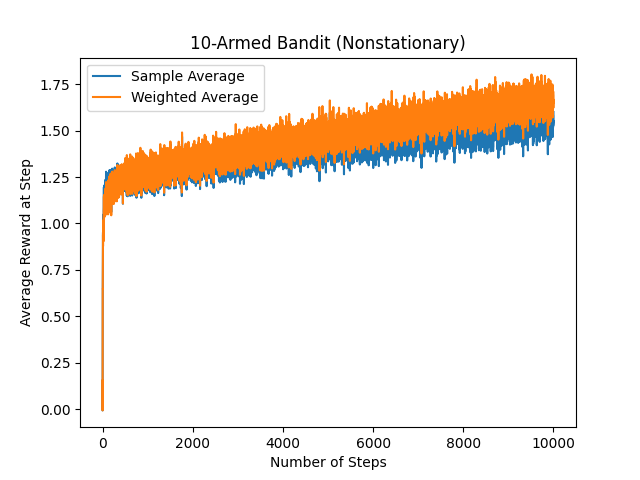 10-Armed Bandit (Nonstationary)
Sample Average
Weighted Average
Average Reward at Step
1.75
1.50
1.25
1.00
0.75
0.50
0.25
0.00
0 2000 4000 6000 8000 10000
Number of Steps